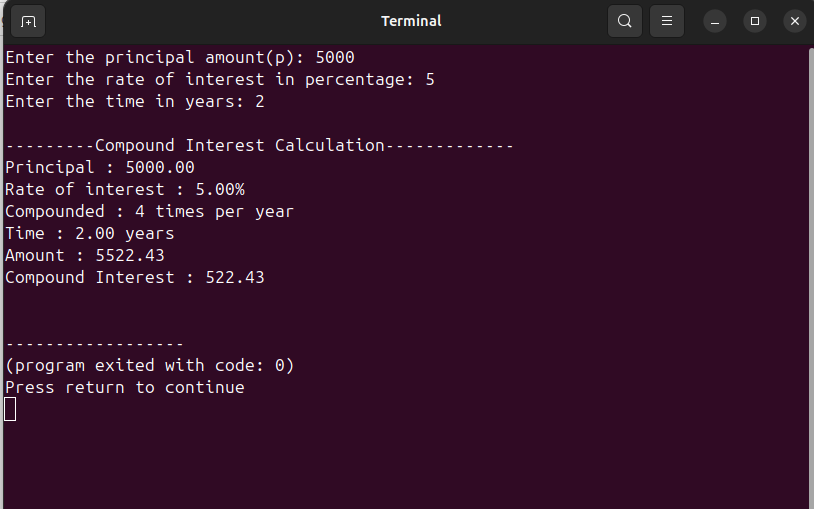 Terminal
Enter the principal amount(p): 5000
Enter the rate of interest in percentage: 5
Enter the time in years: 2
---------Compound Interest Calculation-------------
Principal : 5000.00
Rate of interest : 5.00%
Compounded : 4 times per year
Time : 2.00 years
Amount : 5522.43
Compound Interest : 522.43
------------------
(program exited with code: 0)
Press return to continue